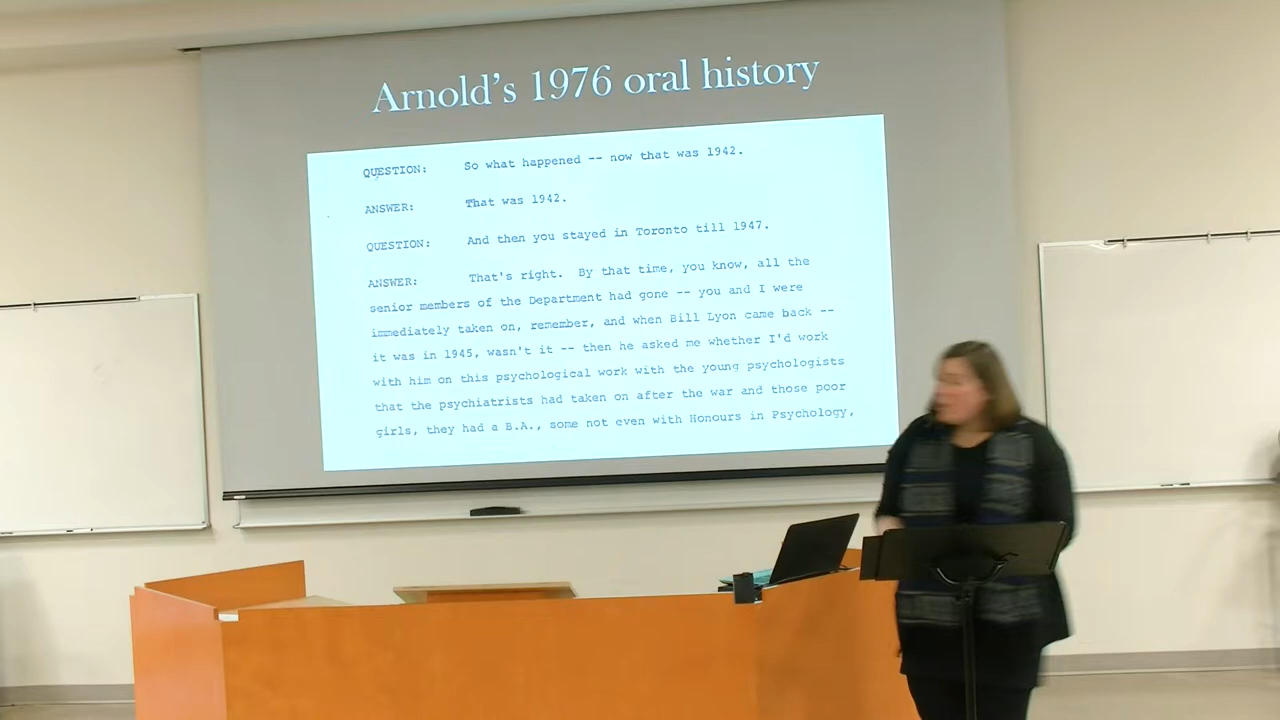 Arnold's 1976 oral history
QUESTION: So what happened -- now that was 1942.
ANSWER: That was 1942.
QUESTION: And then you stayed in Toronto till 1947.
ANSWER: That's right. By that time, you know, all the
senior members of the Department had gone -- you and I were
immediately taken on, remember, and when Bill Lyon came back --
it was in 1945, wasn't it -- then he asked me whether I'd work
with him on this psychological work with the young psychologists
that the psychiatrists had taken on after the war and those poor
girls, they had a B.A., some not even with Honours in Psychology,